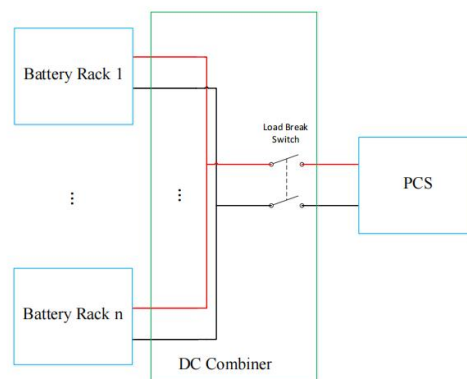 Battery Rack 1
Load Break
Switch
PCS
⋮
⋮
Battery Rack n
DC Combiner